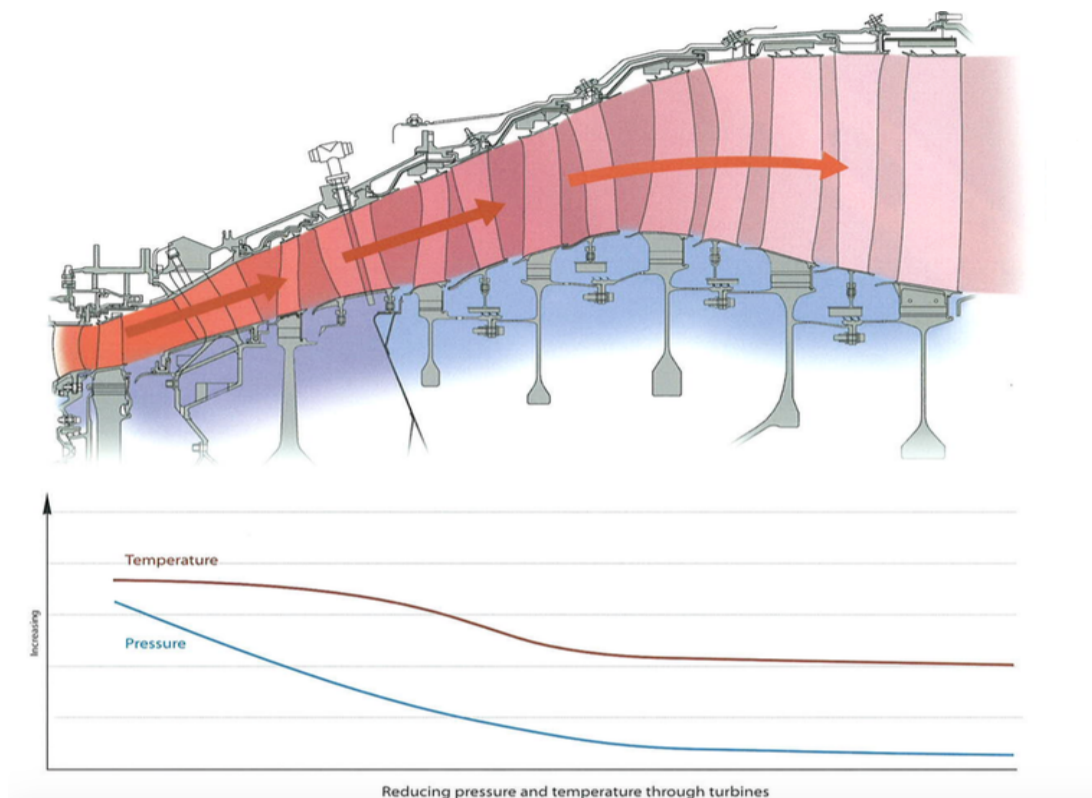 Temperature
Pressure
Increasing
Reducing pressure and temperature through turbines